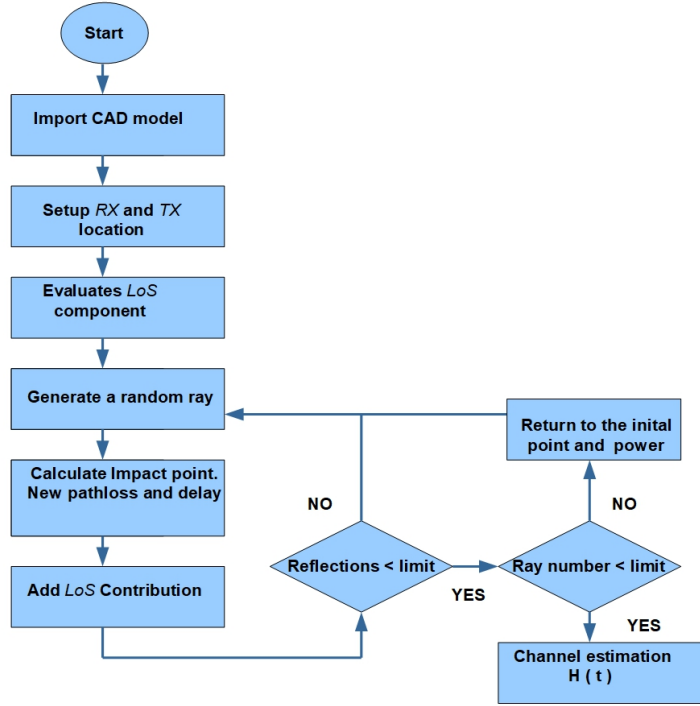 Start
Import CAD model
Setup RX and TX
location
Evaluates LoS
component
Generate a random ray
Calculate Impact point.
New pathloss and delay
Add LoS Contribution
Reflections < limit
NO
YES
Ray number < limit
NO
YES
Return to the inital
point and power
Channel estimation
H ( t )